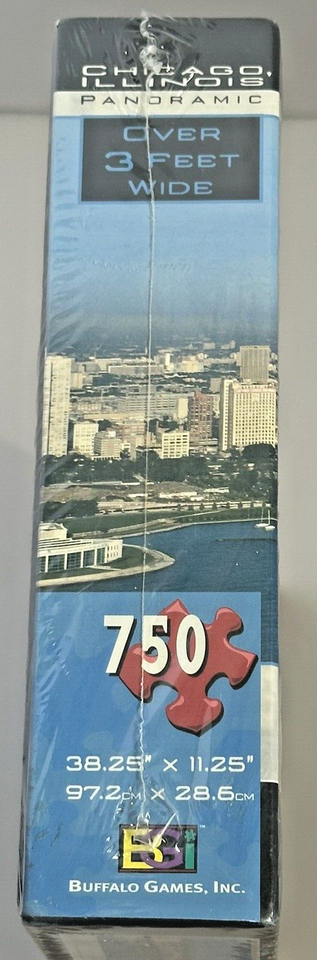 CHICAGO,
ILLINOIS
PANORAMIC
OVER
3 FEET
WIDE
750
38.25" x 11.25"
97.2CM x 28.6CM
BGi™
BUFFALO GAMES, INC.